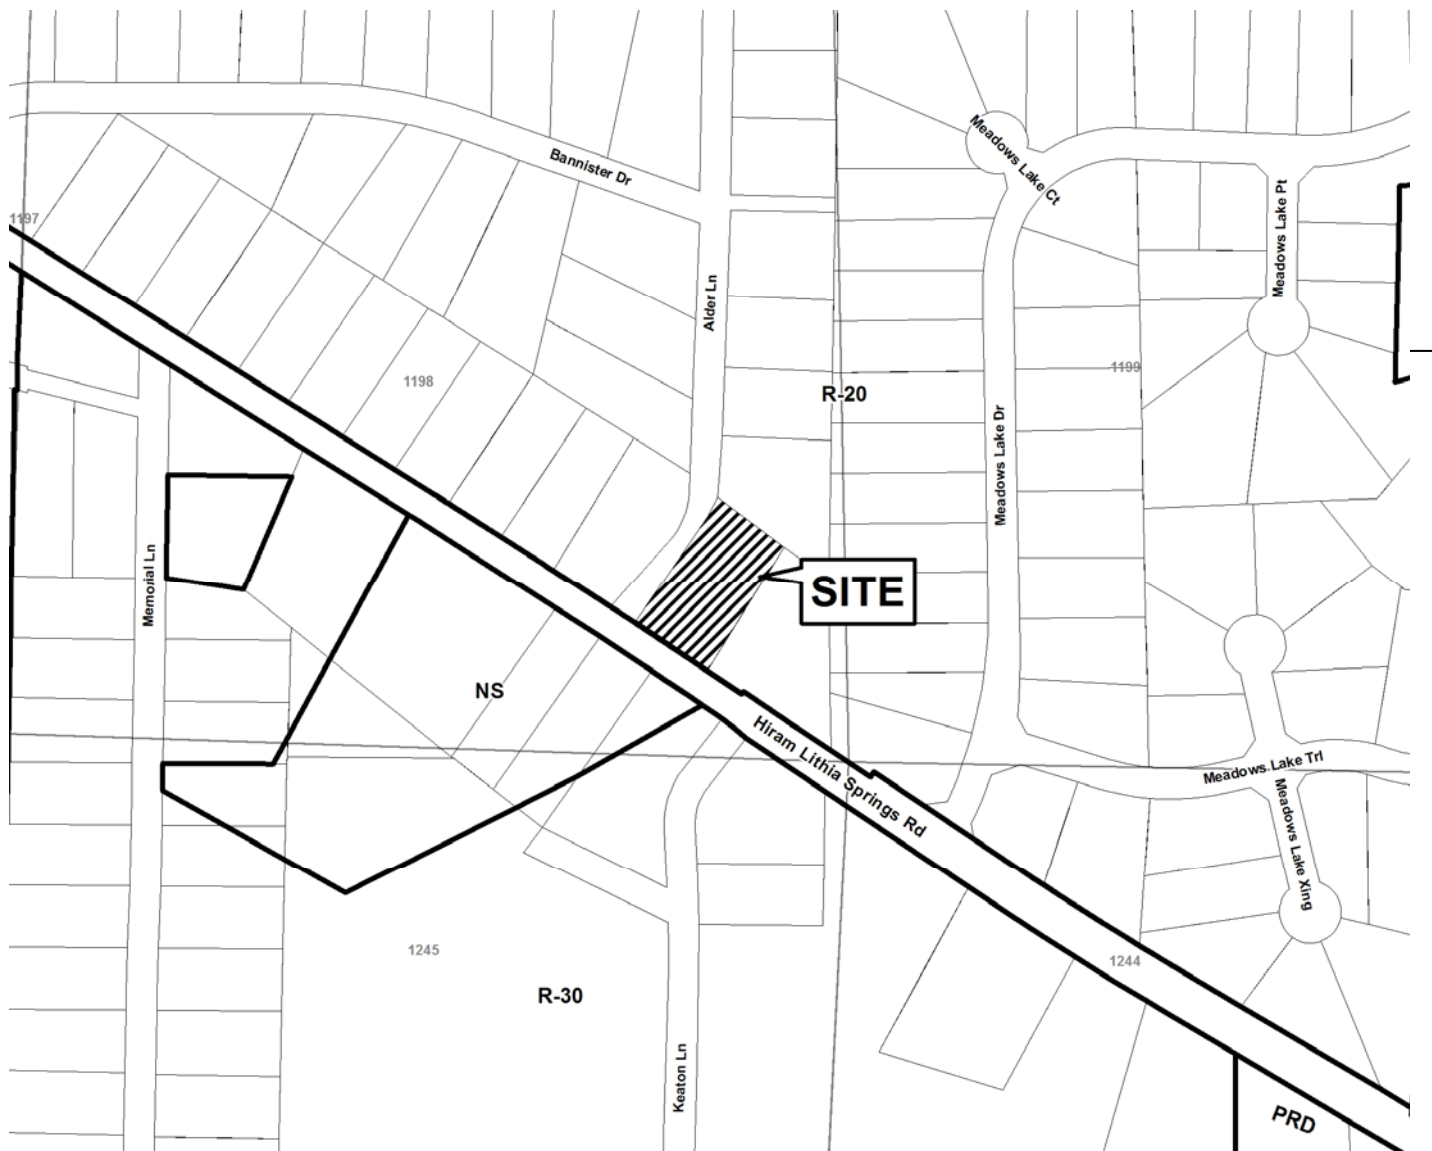 Meadows Lake Ct
Bannister Dr
Meadows Lake Pt
1197
Alder Ln
1198
1199
R-20
Meadows Lake Dr
Memorial Ln
SITE
NS
Hiram Lithia Springs Rd
Meadows Lake Trl
Meadows Lake Xing
1245
1244
R-30
Keaton Ln
PRD